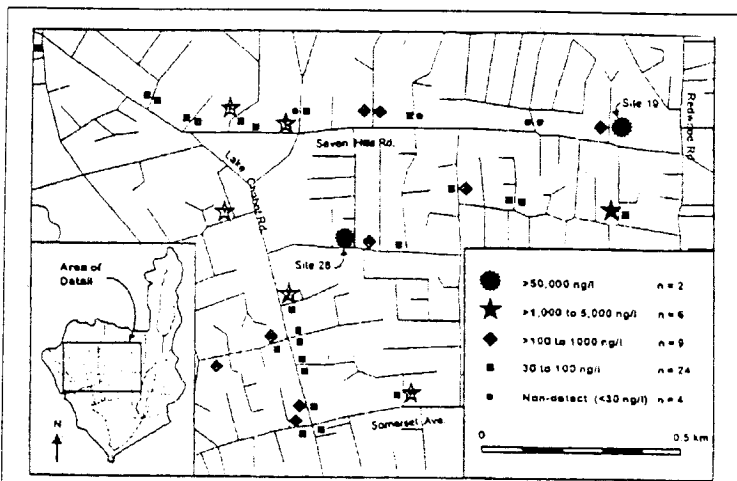 Site 19
Redwood Rd
Seven Hills Rd.
Lake Chabot Rd.
Site 28
Area of
Detail
N
>50,000 ng/l n = 2
>1,000 to 5,000 ng/l n = 6
>100 to 1000 ng/l n = 9
30 to 100 ng/l n = 24
Non-detect (<30 ng/l) n = 4
Somerset Ave.
0 0.5 km